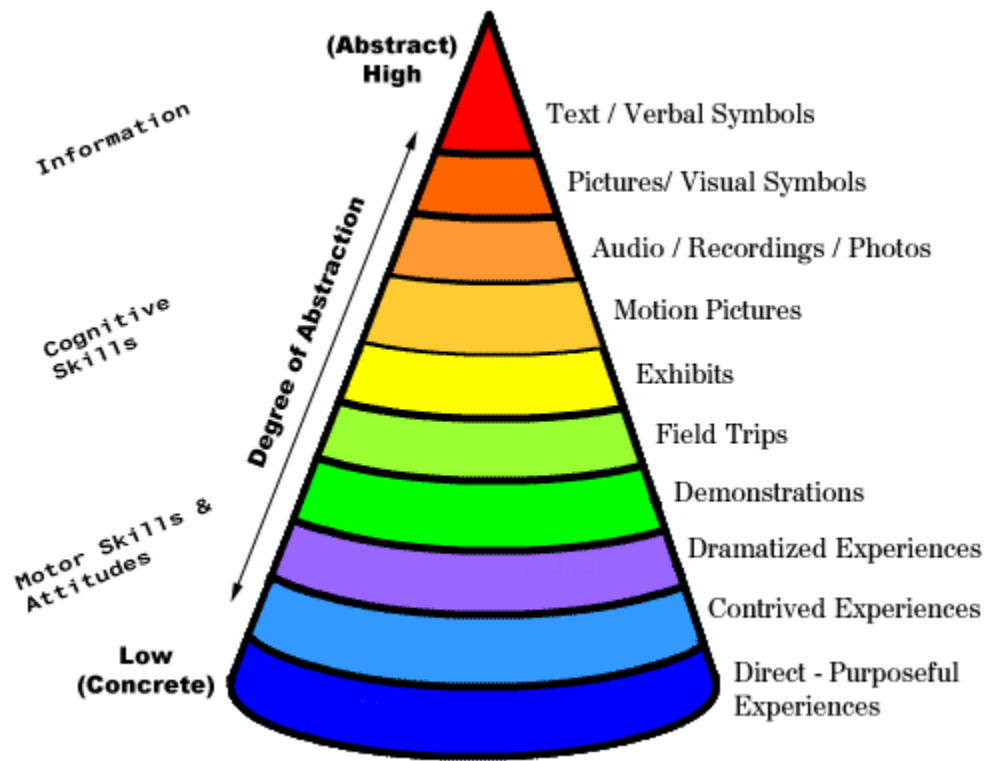 (Abstract)
High
Information
Text / Verbal Symbols
Pictures/ Visual Symbols
Audio / Recordings / Photos
Motion Pictures
Cognitive
Skills
Degree of Abstraction
Exhibits
Field Trips
Demonstrations
Motor Skills &
Attitudes
Dramatized Experiences
Contrived Experiences
Low
(Concrete)
Direct - Purposeful
Experiences